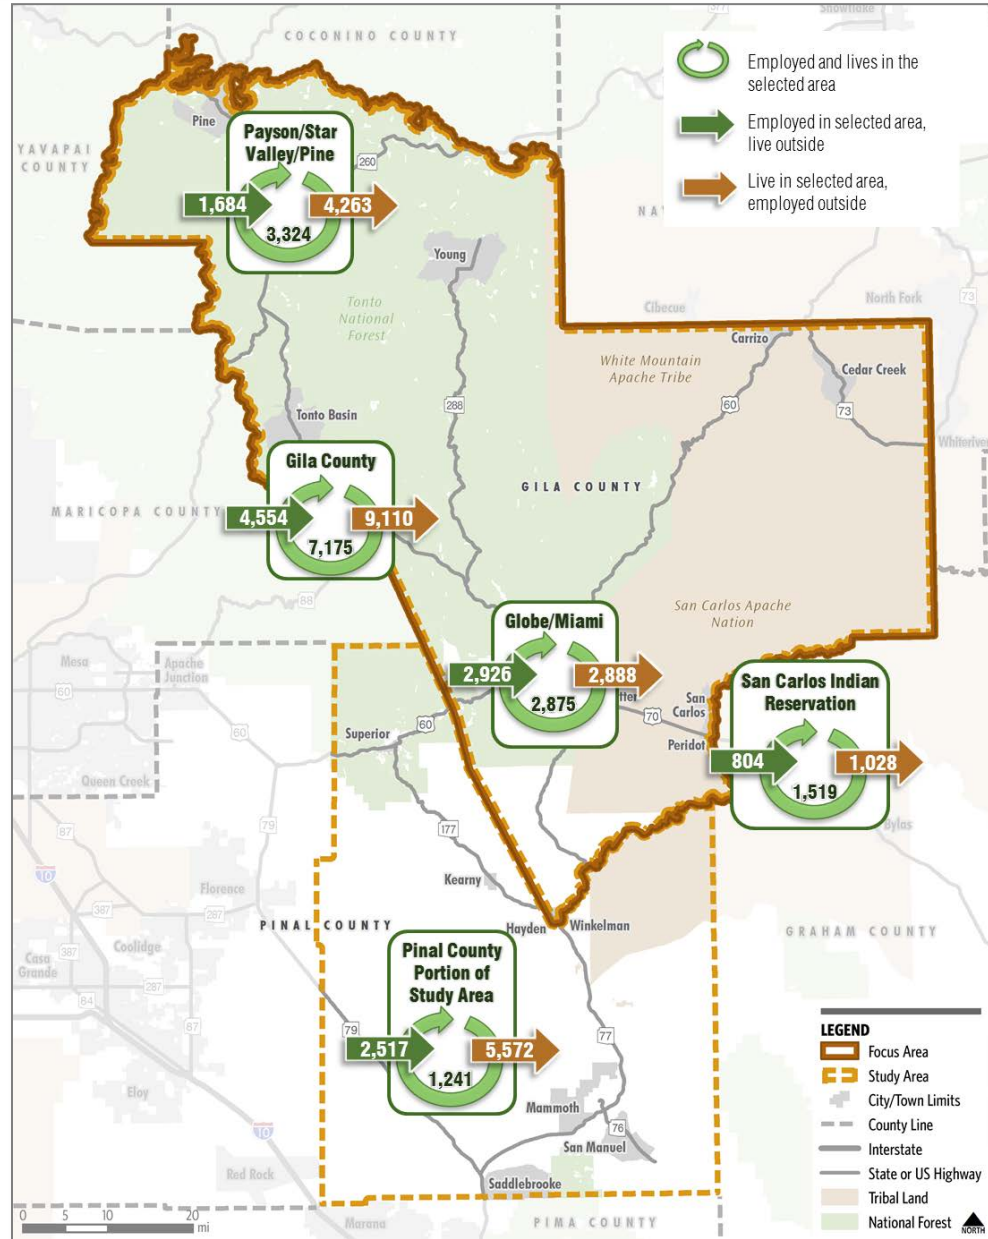 COCONINO COUNTY
377
Snowflake
Employed and lives in the
selected area
Employed in selected area,
live outside
Live in selected area,
employed outside
Pine
YAVAPAI
COUNTY
Payson/Star
Valley/Pine
260
1,684
4,263
3,324
Young
Tonto
National
Forest
Cibecue
North Fork
73
Carrizo
White Mountain
Apache Tribe
Cedar Creek
288
60
73
Tonto Basin
Whiteriver
Gila County
GILA COUNTY
MARICOPA COUNTY
4,554
9,110
7,175
88
San Carlos Apache
Nation
Globe/Miami
Mesa
Apache
Junction
60
2,926
2,888
2,875
San Carlos Indian
Reservation
San
Carlos
70
Peridot
60
Superior
60
804
1,028
1,519
Queen Creek
79
87
177
Bylas
10
Kearny
Florence
387
287
PINAL COUNTY
Hayden
Winkelman
GRAHAM COUNTY
Coolidge
387
Casa
Grande
287
Pinal County
Portion of
Study Area
84
87
79
2,517
5,572
1,241
77
Eloy
Mammoth
76
10
San Manuel
Red Rock
Saddlebrooke
Marana
PIMA COUNTY
0 5 10 20
mi
LEGEND
Focus Area
Study Area
City/Town Limits
County Line
Interstate
State or US Highway
Tribal Land
National Forest
NORTH